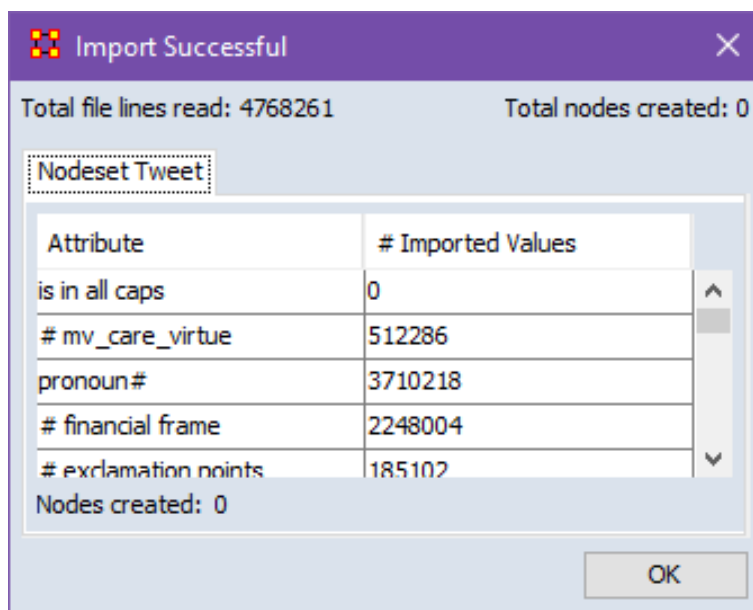 Import Successful
Total file lines read: 4768261 Total nodes created: 0
Nodeset Tweet
Attribute # Imported Values
is in all caps 0
# mv_care_virtue 512286
pronoun# 3710218
# financial frame 2248004
# exclamation points 185102
Nodes created: 0
OK